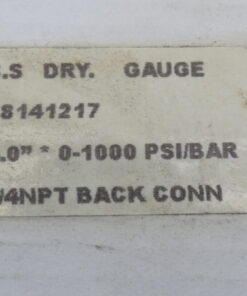 .S DRY. GAUGE
8141217
.0” * 0-1000 PSI/BAR
/4NPT BACK CONN